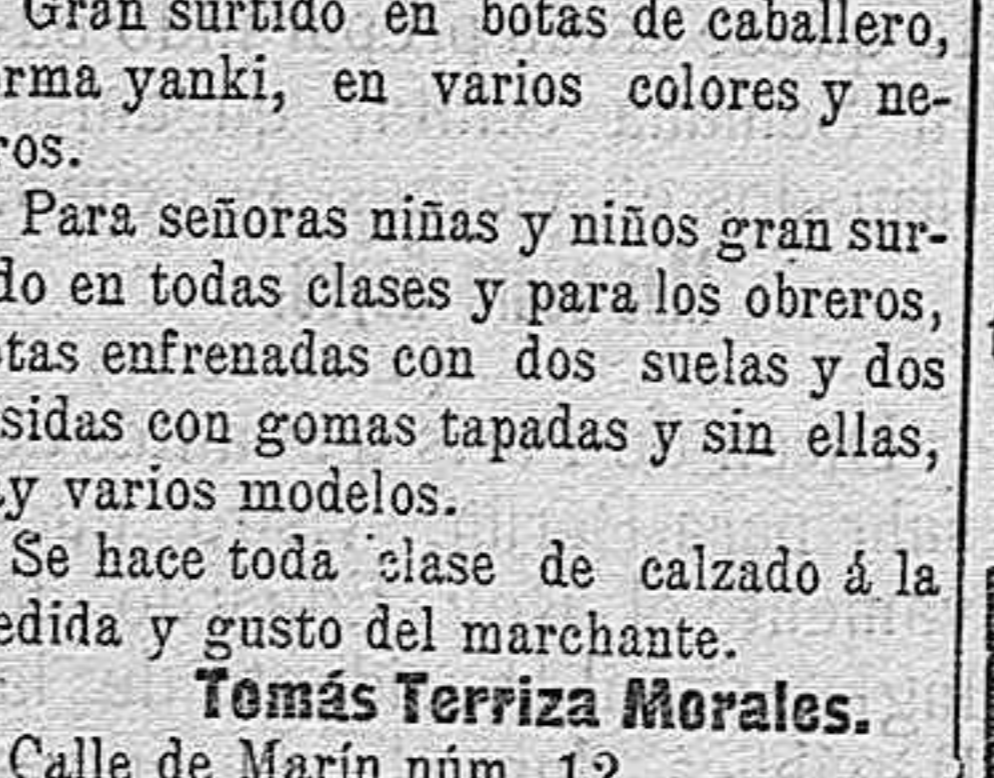 Gran surtido en botas de caballero,
rma yanki, en varios colores y ne-
ros.
Para señoras niñas y niños gran sur-
do en todas clases y para los obreros,
tas enfrenadas con dos suelas y dos
sidas con gomas tapadas y sin ellas,
y varios modelos.
Se hace toda clase de calzado á la
edida y gusto del marchante.
Tomás Terriza Morales.
Calle de Marín núm. 12